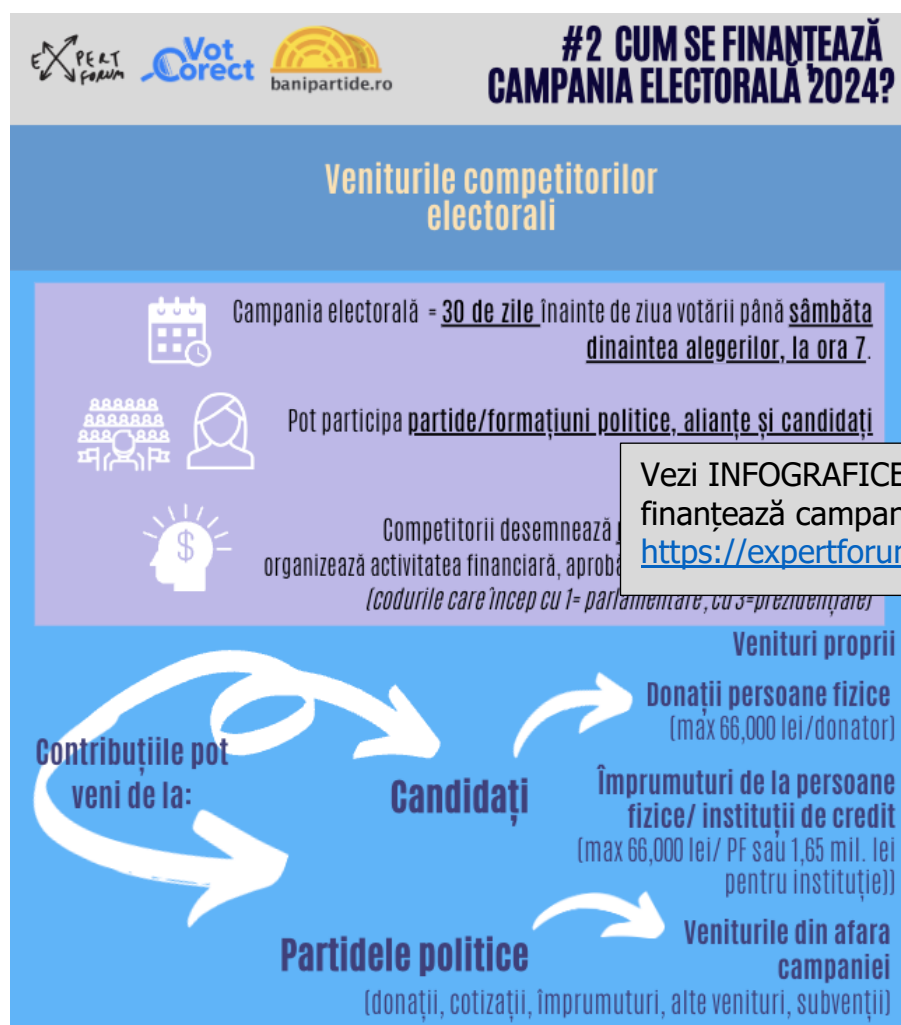 EXPERT
FORUM
Vot
Corect
banipartide.ro
#2 CUM SE FINANȚEAZĂ
CAMPANIA ELECTORALĂ 2024?
Veniturile competitorilor
electorali
Campania electorală = 30 de zile înainte de ziua votării până sâmbăta
dinaintea alegerilor, la ora 7.
Pot participa partide/formațiuni politice, alianțe și candidați
Vezi INFOGRAFICE
finanțează campan
https://expertforu
Competitorii desemnează
organizează activitatea financiară, aprobă
(codurile care încep cu 1= parlamentare, cu 3=prezidențiale)
Contribuțiile pot
veni de la:
Candidați
Venituri proprii
Donații persoane fizice
(max 66,000 lei/donator)
Împrumuturi de la persoane
fizice/ instituții de credit
(max 66,000 lei/ PF sau 1,65 mil. lei
pentru instituție))
Partidele politice
Veniturile din afara
campaniei
(donații, cotizații, împrumuturi, alte venituri, subvenții)